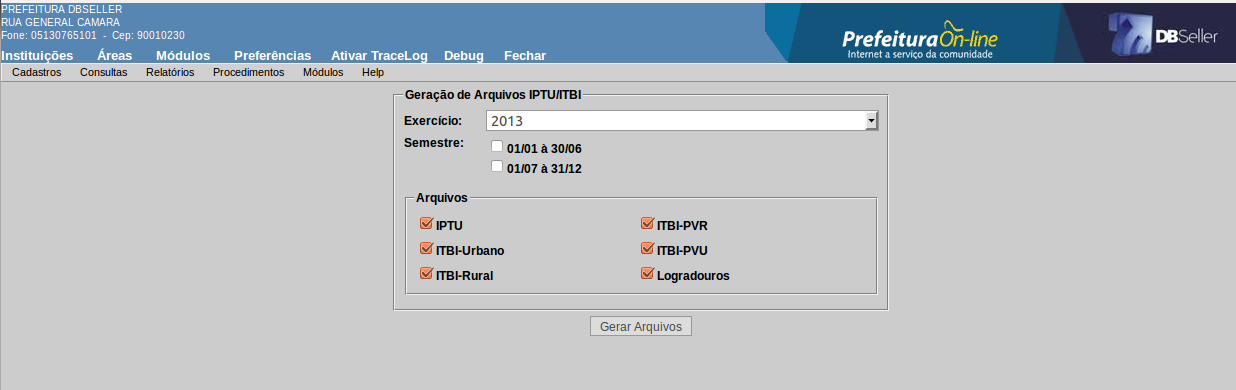 PREFEITURA DBSELLER
RUA GENERAL CAMARA
Fone: 05130765101 - Cep: 90010230
PrefeituraOn-line
Internet a serviço da comunidade
DBSeller
Instituições Áreas Módulos Preferências Ativar TraceLog Debug Fechar
Cadastros Consultas Relatórios Procedimentos Módulos Help
Geração de Arquivos IPTU/ITBI
Exercício: 2013
Semestre: 01/01 à 30/06
01/07 à 31/12
Arquivos
IPTU ITBI-PVR
ITBI-Urbano ITBI-PVU
ITBI-Rural Logradouros
Gerar Arquivos